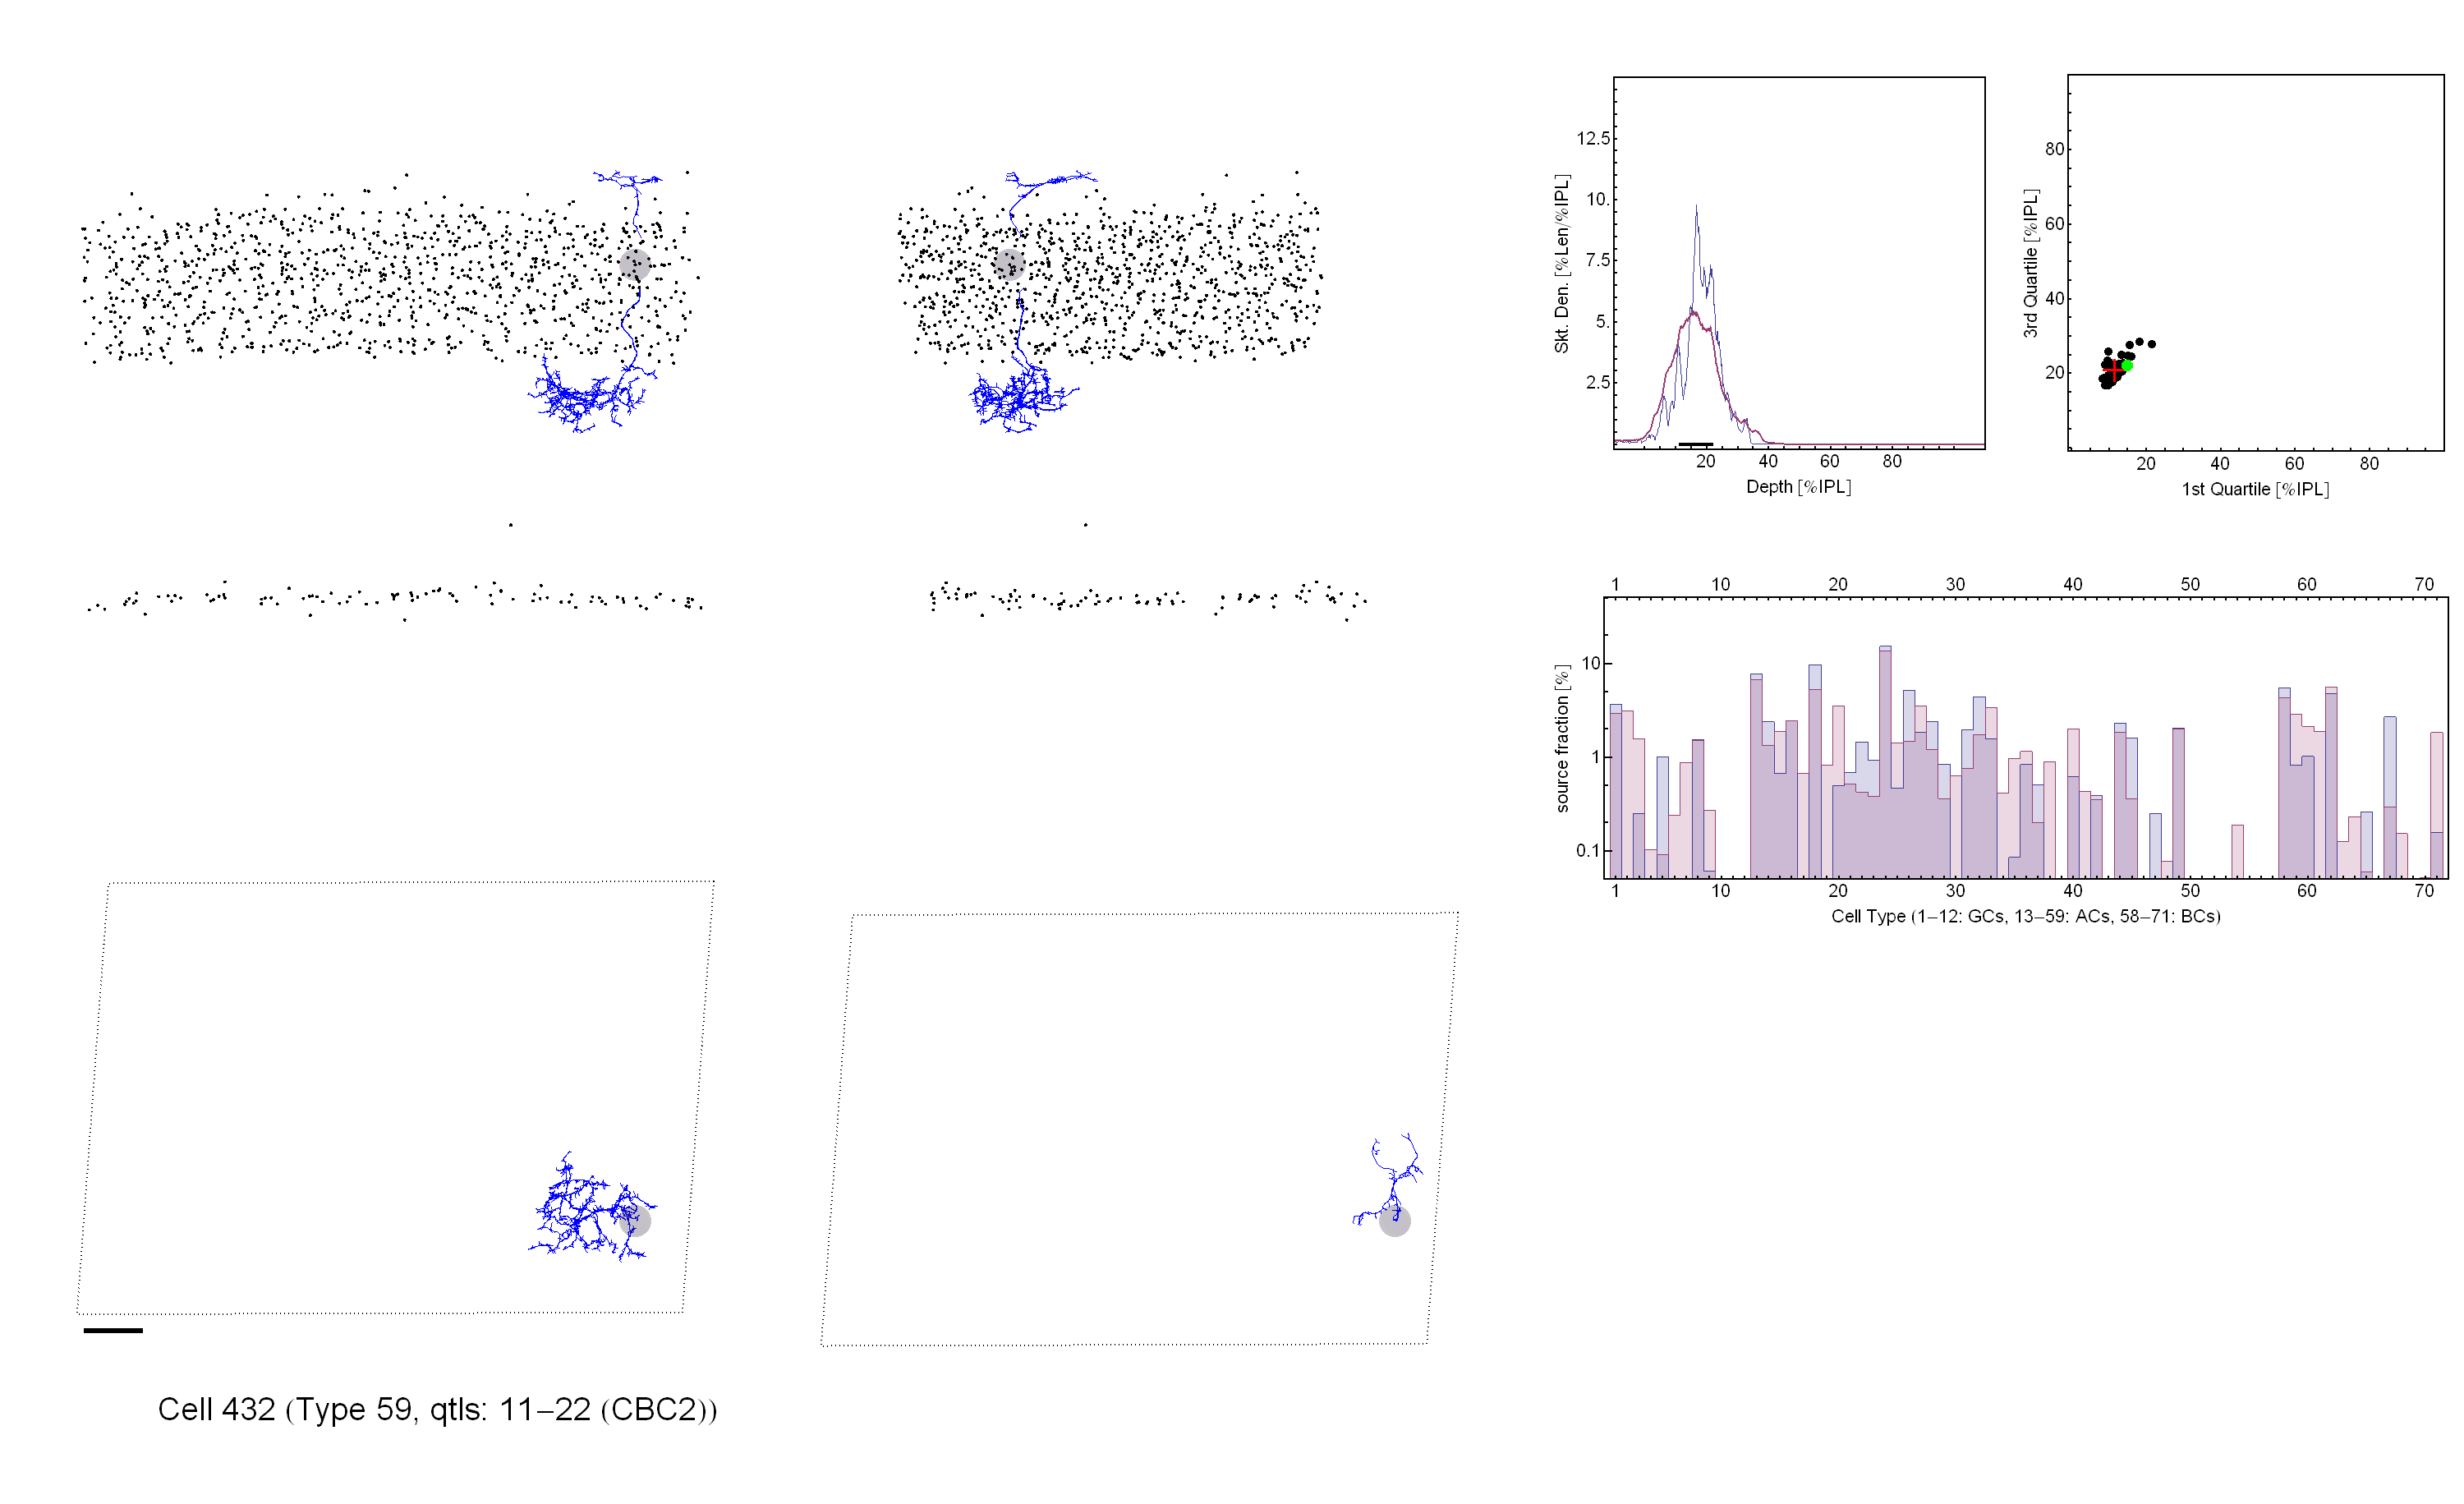 12.5
10.
7.5
5.
2.5
Skt. Den. [%Len/%IPL]
20 40 60 80
Depth [%IPL]
80
60
40
20
3rd Quartile [%IPL]
20 40 60 80
1st Quartile [%IPL]
1 10 20 30 40 50 60 70
10
1
0.1
source fraction [%]
1 10 20 30 40 50 60 70
Cell Type (1–12: GCs, 13–59: ACs, 58–71: BCs)
Cell 432 (Type 59, qtls: 11–22 (CBC2))